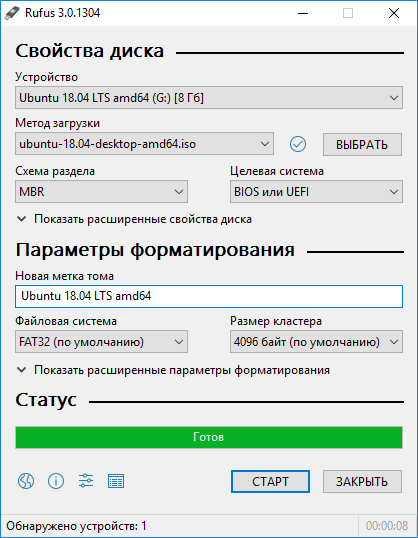 Rufus 3.0.1304
Свойства диска
Устройство
Ubuntu 18.04 LTS amd64 (G:) [8 Гб]
Метод загрузки
ubuntu-18.04-desktop-amd64.iso
ВЫБРАТЬ
Схема раздела
Целевая система
MBR
BIOS или UEFI
Показать расширенные свойства диска
Параметры форматирования
Новая метка тома
Ubuntu 18.04 LTS amd64
Файловая система
Размер кластера
FAT32 (по умолчанию)
4096 байт (по умолчанию)
Показать расширенные параметры форматирования
Статус
Готов
СТАРТ
ЗАКРЫТЬ
Обнаружено устройств: 1
00:00:08